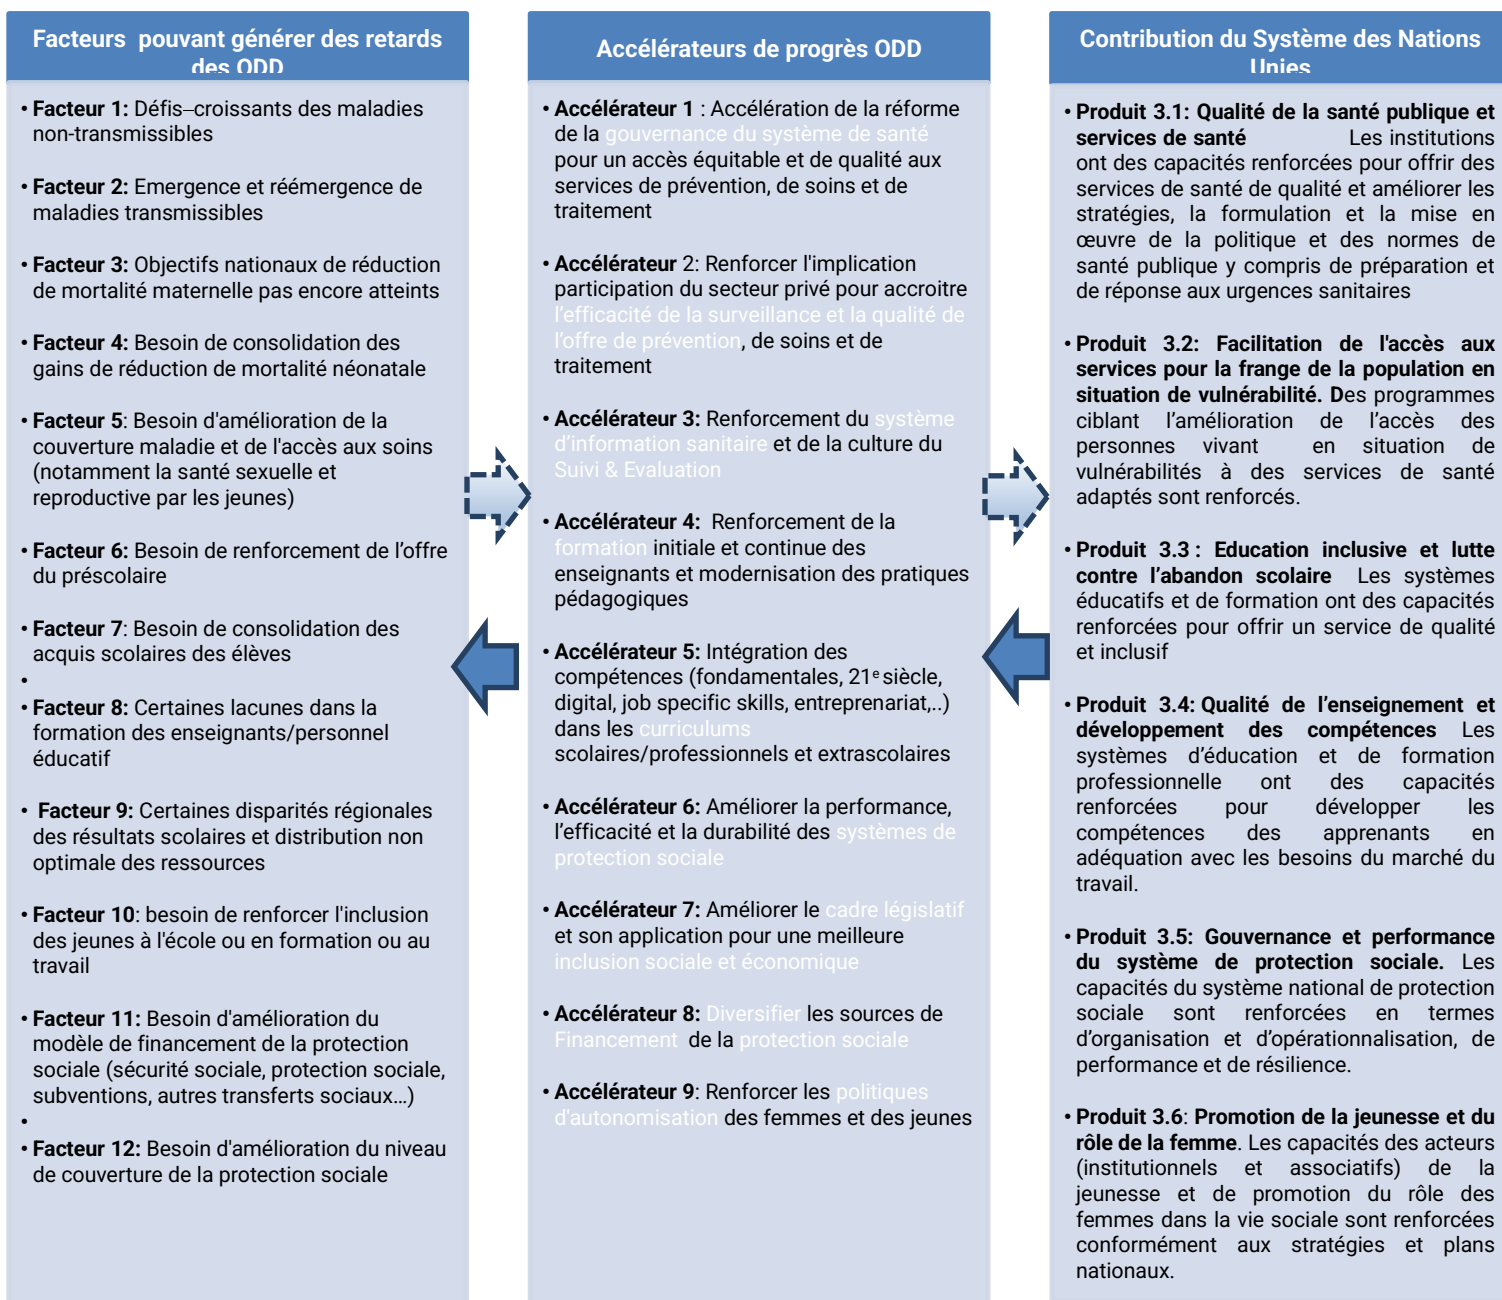 Facteurs pouvant générer des retards
des ODD
• Facteur 1: Défis–croissants des maladies
non-transmissibles
• Facteur 2: Emergence et réémergence de
maladies transmissibles
• Facteur 3: Objectifs nationaux de réduction
de mortalité maternelle pas encore atteints
• Facteur 4: Besoin de consolidation des
gains de réduction de mortalité néonatale
• Facteur 5: Besoin d'amélioration de la
couverture maladie et de l'accès aux soins
(notamment la santé sexuelle et
reproductive par les jeunes)
• Facteur 6: Besoin de renforcement de l’offre
du préscolaire
• Facteur 7: Besoin de consolidation des
acquis scolaires des élèves
•
• Facteur 8: Certaines lacunes dans la
formation des enseignants/personnel
éducatif
• Facteur 9: Certaines disparités régionales
des résultats scolaires et distribution non
optimale des ressources
• Facteur 10: besoin de renforcer l'inclusion
des jeunes à l'école ou en formation ou au
travail
• Facteur 11: Besoin d'amélioration du
modèle de financement de la protection
sociale (sécurité sociale, protection sociale,
subventions, autres transferts sociaux…)
•
• Facteur 12: Besoin d'amélioration du niveau
de couverture de la protection sociale
Accélérateurs de progrès ODD
• Accélérateur 1 : Accélération de la réforme
de la gouvernance du système de santé
pour un accès équitable et de qualité aux
services de prévention, de soins et de
traitement
• Accélérateur 2: Renforcer l'implication
participation du secteur privé pour accroitre
l’efficacité de la surveillance et la qualité de
l’offre de prévention, de soins et de
traitement
• Accélérateur 3: Renforcement du système
d’information sanitaire et de la culture du
Suivi & Evaluation
• Accélérateur 4: Renforcement de la
formation initiale et continue des
enseignants et modernisation des pratiques
pédagogiques
• Accélérateur 5: Intégration des
compétences (fondamentales, 21e siècle,
digital, job specific skills, entreprenariat,..)
dans les curriculums
scolaires/professionnels et extrascolaires
• Accélérateur 6: Améliorer la performance,
l’efficacité et la durabilité des systèmes de
protection sociale
• Accélérateur 7: Améliorer le cadre législatif
et son application pour une meilleure
inclusion sociale et économique
• Accélérateur 8: Diversifier les sources de
Financement de la protection sociale
• Accélérateur 9: Renforcer les politiques
d'autonomisation des femmes et des jeunes
Contribution du Système des Nations
Unies
• Produit 3.1: Qualité de la santé publique et
services de santé Les institutions
ont des capacités renforcées pour offrir des
services de santé de qualité et améliorer les
stratégies, la formulation et la mise en
œuvre de la politique et des normes de
santé publique y compris de préparation et
de réponse aux urgences sanitaires
• Produit 3.2: Facilitation de l'accès aux
services pour la frange de la population en
situation de vulnérabilité. Des programmes
ciblant l’amélioration de l’accès des
personnes vivant en situation de
vulnérabilités à des services de santé
adaptés sont renforcés.
• Produit 3.3 : Education inclusive et lutte
contre l’abandon scolaire Les systèmes
éducatifs et de formation ont des capacités
renforcées pour offrir un service de qualité
et inclusif
• Produit 3.4: Qualité de l’enseignement et
développement des compétences Les
systèmes d’éducation et de formation
professionnelle ont des capacités
renforcées pour développer les
compétences des apprenants en
adéquation avec les besoins du marché du
travail.
• Produit 3.5: Gouvernance et performance
du système de protection sociale. Les
capacités du système national de protection
sociale sont renforcées en termes
d’organisation et d’opérationnalisation, de
performance et de résilience.
• Produit 3.6: Promotion de la jeunesse et du
rôle de la femme. Les capacités des acteurs
(institutionnels et associatifs) de la
jeunesse et de promotion du rôle des
femmes dans la vie sociale sont renforcées
conformément aux stratégies et plans
nationaux.